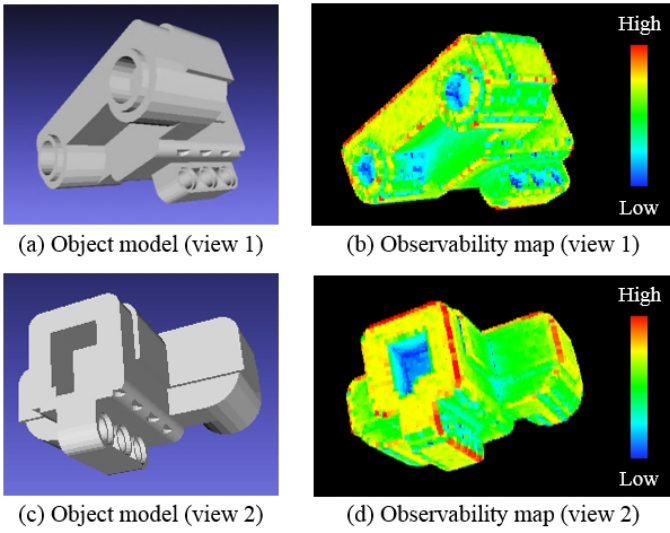 High
Low
(a) Object model (view 1)
(b) Observability map (view 1)
High
Low
(c) Object model (view 2)
(d) Observability map (view 2)